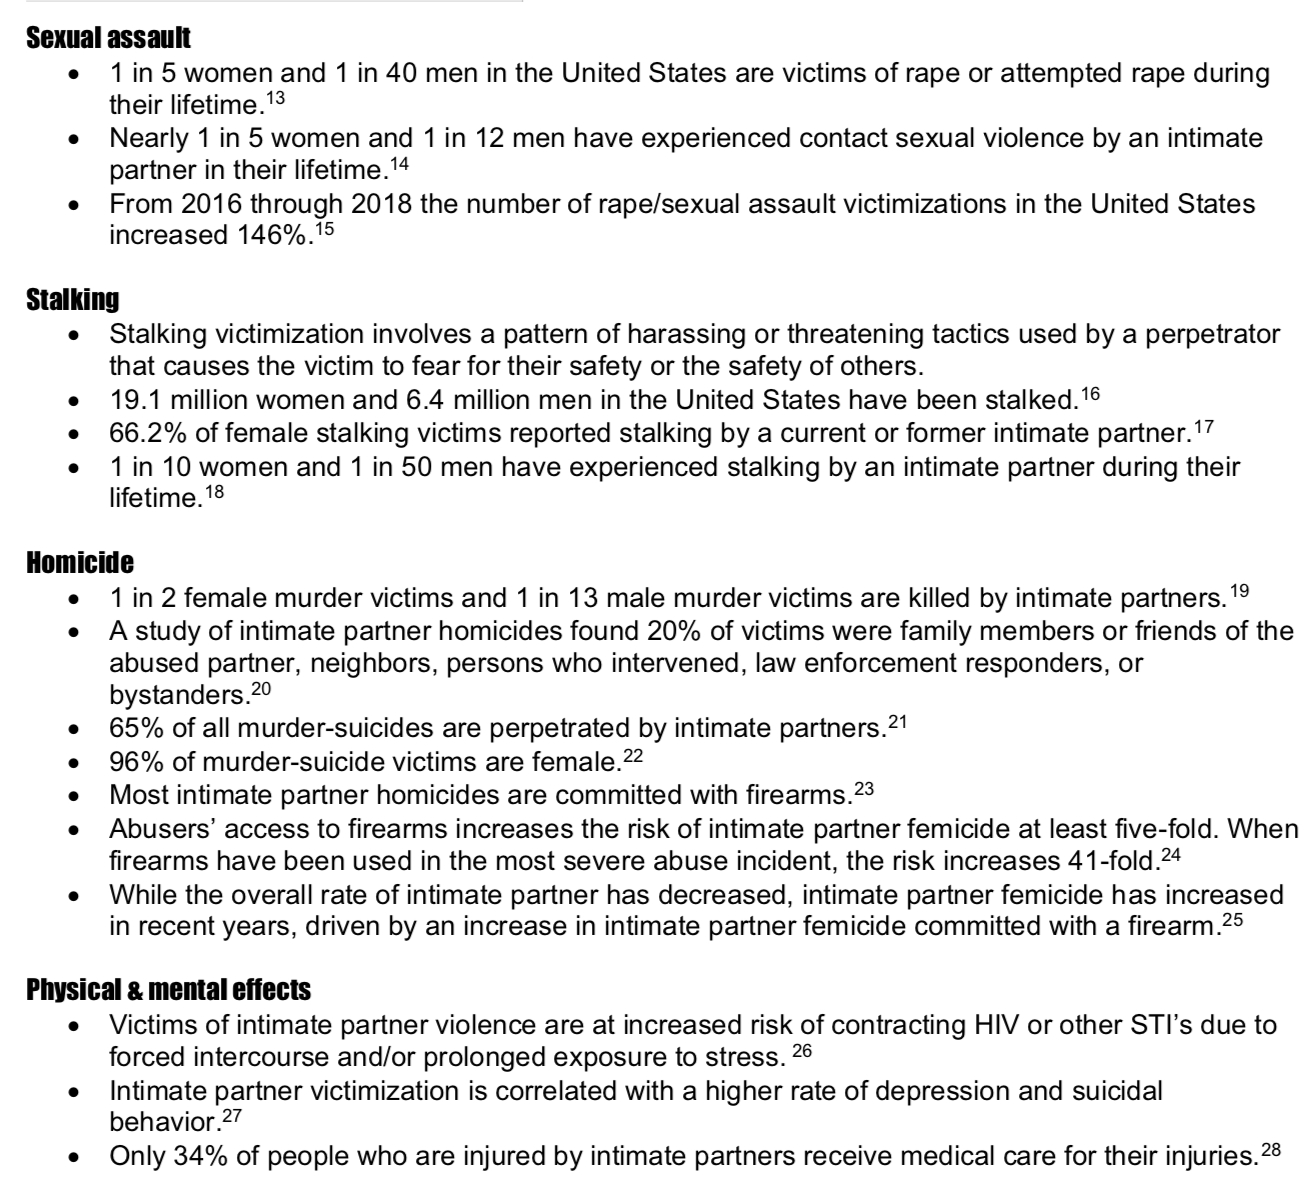 Sexual assault
• 1 in 5 women and 1 in 40 men in the United States are victims of rape or attempted rape during
their lifetime.13
• Nearly 1 in 5 women and 1 in 12 men have experienced contact sexual violence by an intimate
partner in their lifetime.14
• From 2016 through 2018 the number of rape/sexual assault victimizations in the United States
increased 146%.15
Stalking
• Stalking victimization involves a pattern of harassing or threatening tactics used by a perpetrator
that causes the victim to fear for their safety or the safety of others.
• 19.1 million women and 6.4 million men in the United States have been stalked.16
• 66.2% of female stalking victims reported stalking by a current or former intimate partner.17
• 1 in 10 women and 1 in 50 men have experienced stalking by an intimate partner during their
lifetime.18
Homicide
• 1 in 2 female murder victims and 1 in 13 male murder victims are killed by intimate partners.19
• A study of intimate partner homicides found 20% of victims were family members or friends of the
abused partner, neighbors, persons who intervened, law enforcement responders, or
bystanders.20
• 65% of all murder-suicides are perpetrated by intimate partners.21
• 96% of murder-suicide victims are female.22
• Most intimate partner homicides are committed with firearms.23
• Abusers’ access to firearms increases the risk of intimate partner femicide at least five-fold. When
firearms have been used in the most severe abuse incident, the risk increases 41-fold.24
• While the overall rate of intimate partner has decreased, intimate partner femicide has increased
in recent years, driven by an increase in intimate partner femicide committed with a firearm.25
Physical & mental effects
• Victims of intimate partner violence are at increased risk of contracting HIV or other STI’s due to
forced intercourse and/or prolonged exposure to stress. 26
• Intimate partner victimization is correlated with a higher rate of depression and suicidal
behavior.27
• Only 34% of people who are injured by intimate partners receive medical care for their injuries.28